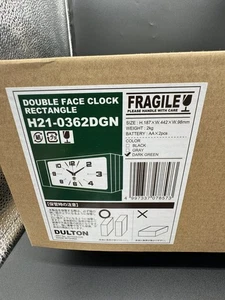 DOUBLE FACE CLOCK
RECTANGLE
H21-0362DGN
FRAGILE
PLEASE HANDLE WITH CARE
SIZE : H.187×W.442×W.98mm
WEIGHT : 2kg
BATTERY : AA×2pcs
COLOR
BLACK
GRAY
DARK GREEN
【保管時の注意】
DULTON